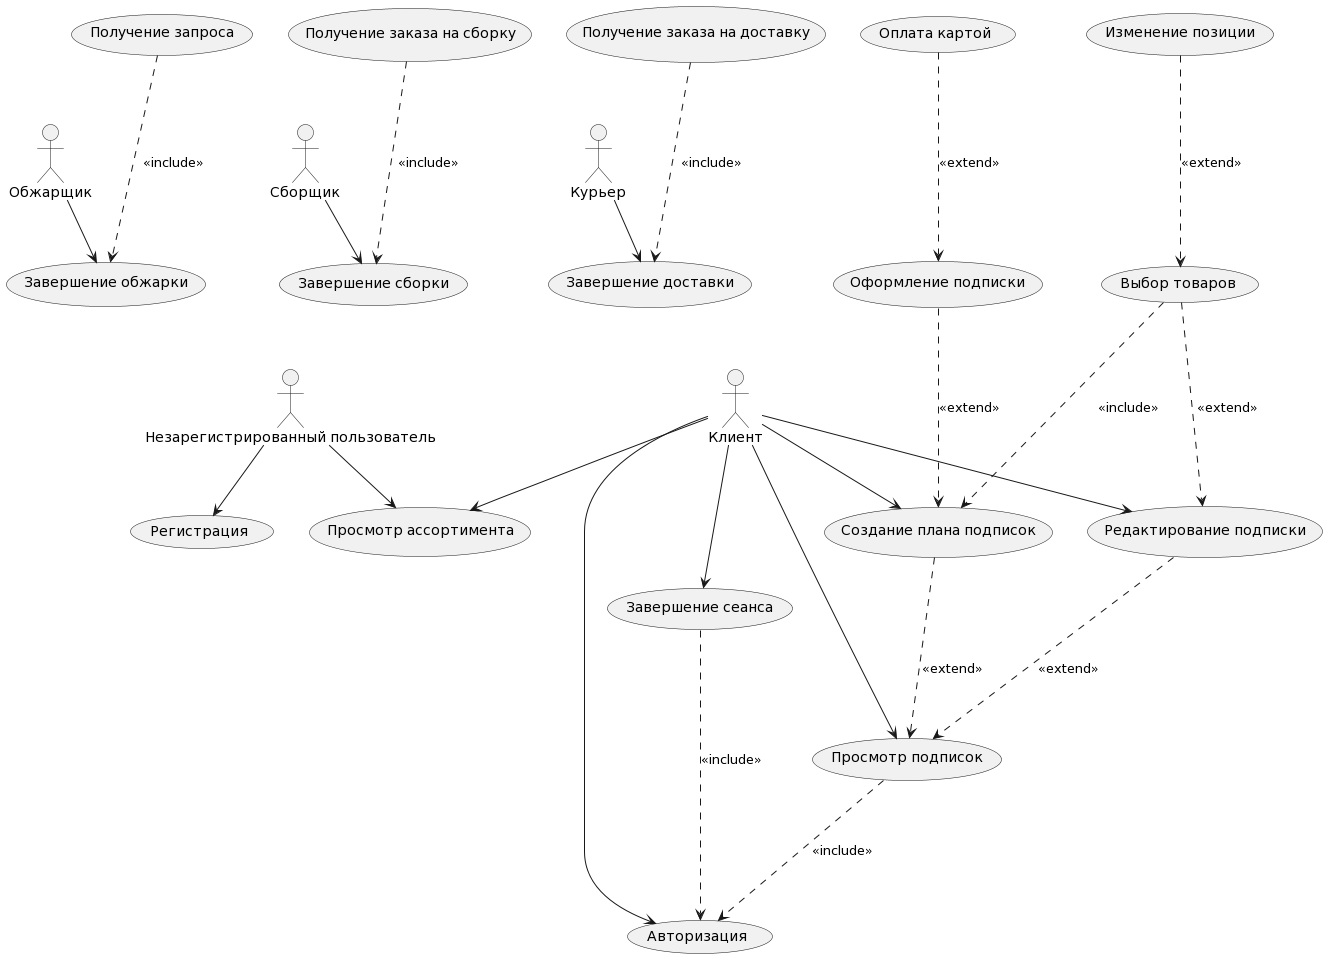 Получение запроса
Получение заказа на сборку
Получение заказа на доставку
Оплата картой
Изменение позиции
«include»
«include»
«include»
«extend»
«extend»
Обжарщик
Сборщик
Курьер
Завершение обжарки
Завершение сборки
Завершение доставки
Оформление подписки
Выбор товаров
«extend»
«include»
«extend»
Незарегистрированный пользователь
Клиент
Регистрация
Просмотр ассортимента
Создание плана подписок
Редактирование подписки
Завершение сеанса
«extend»
«extend»
«include»
Просмотр подписок
«include»
Авторизация